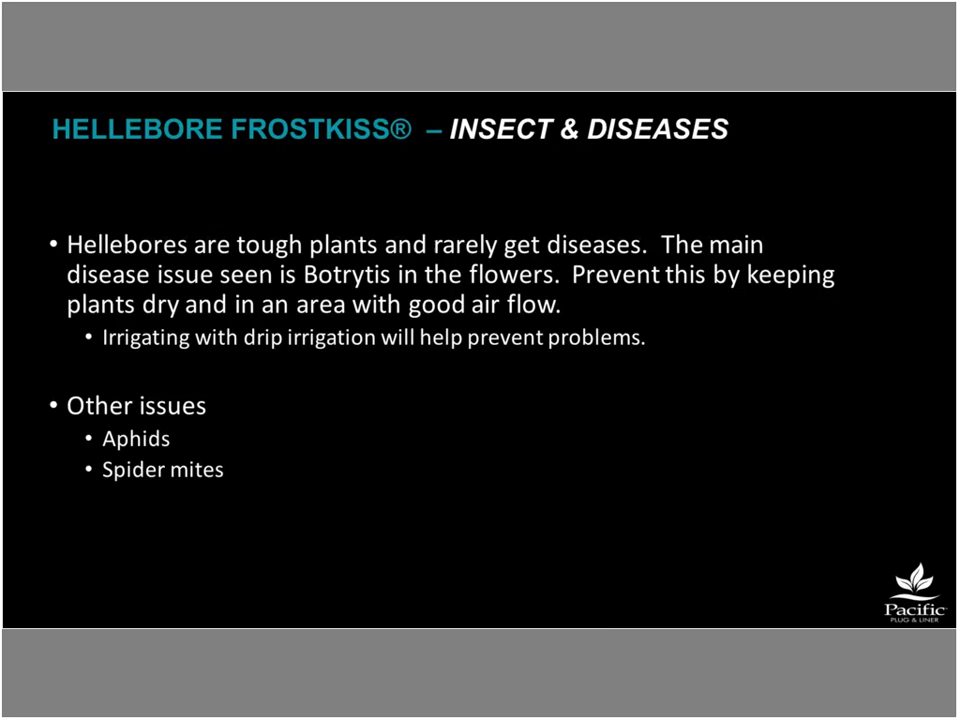 HELLEBORE FROSTKISS® – INSECT & DISEASES
• Hellebores are tough plants and rarely get diseases. The main
disease issue seen is Botrytis in the flowers. Prevent this by keeping
plants dry and in an area with good air flow.
• Irrigating with drip irrigation will help prevent problems.
• Other issues
• Aphids
• Spider mites
Pacific
PLUG & LINER